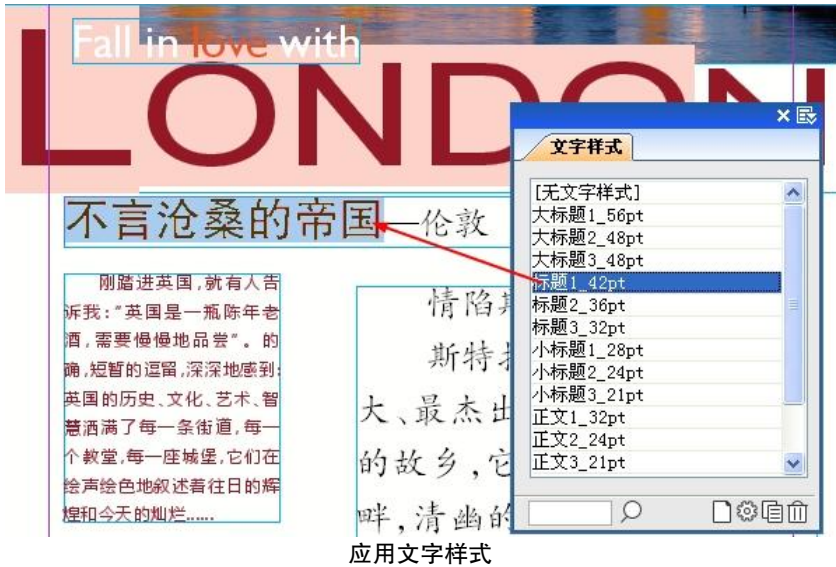 Fall in love with
LONDON
不言沧桑的帝国——伦敦
刚踏进英国,就有人告
诉我:“英国是一瓶陈年老
酒,需要慢慢地品尝”。的
确,短暂的逗留,深深地感到:
英国的历史、文化、艺术、智
慧洒满了每一条街道,每一
个教堂,每一座城堡,它们在
绘声绘色地叙述着往日的辉
煌和今天的灿烂……
情陷
斯特
大、最杰出
的故乡,它
畔,清幽的
文字样式
[无文字样式]
大标题1_56pt
大标题2_48pt
大标题3_48pt
标题1_42pt
标题2_36pt
标题3_32pt
小标题1_28pt
小标题2_24pt
小标题3_21pt
正文1_32pt
正文2_24pt
正文3_21pt
应用文字样式